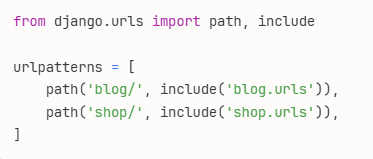 from django.urls import path, include

urlpatterns = [
    path('blog/', include('blog.urls')),
    path('shop/', include('shop.urls')),
]